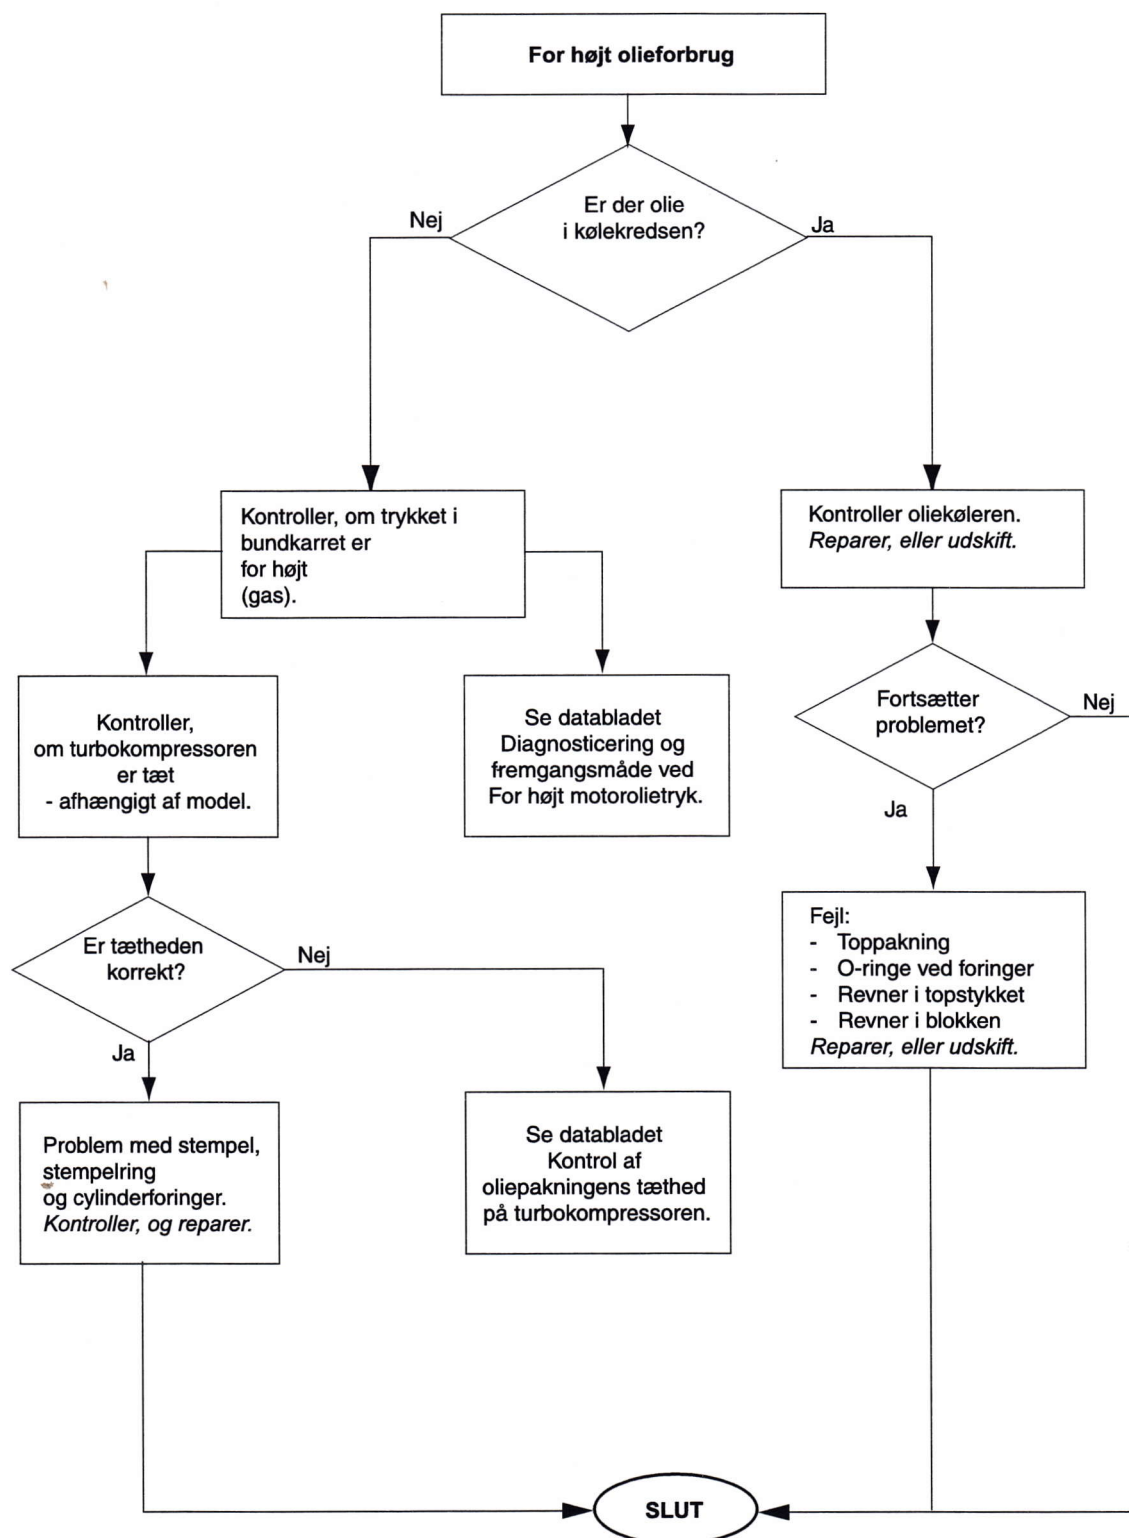 For højt olieforbrug
Er der olie
i kølekredsen?
Nej
Ja
Kontroller, om trykket i
bundkarret er
for højt
(gas).
Kontroller oliekøleren.
Reparer, eller udskift.
Kontroller,
om turbokompressoren
er tæt
- afhængigt af model.
Se databladet
Diagnosticering og
fremgangsmåde ved
For højt motorolietryk.
Fortsætter
problemet?
Nej
Ja
Er tætheden
korrekt?
Nej
Ja
Fejl:
- Toppakning
- O-ringe ved foringer
- Revner i topstykket
- Revner i blokken
Reparer, eller udskift.
Problem med stempel,
stempelring
og cylinderforinger.
Kontroller, og reparer.
Se databladet
Kontrol af
oliepakningens tæthed
på turbokompressoren.
SLUT